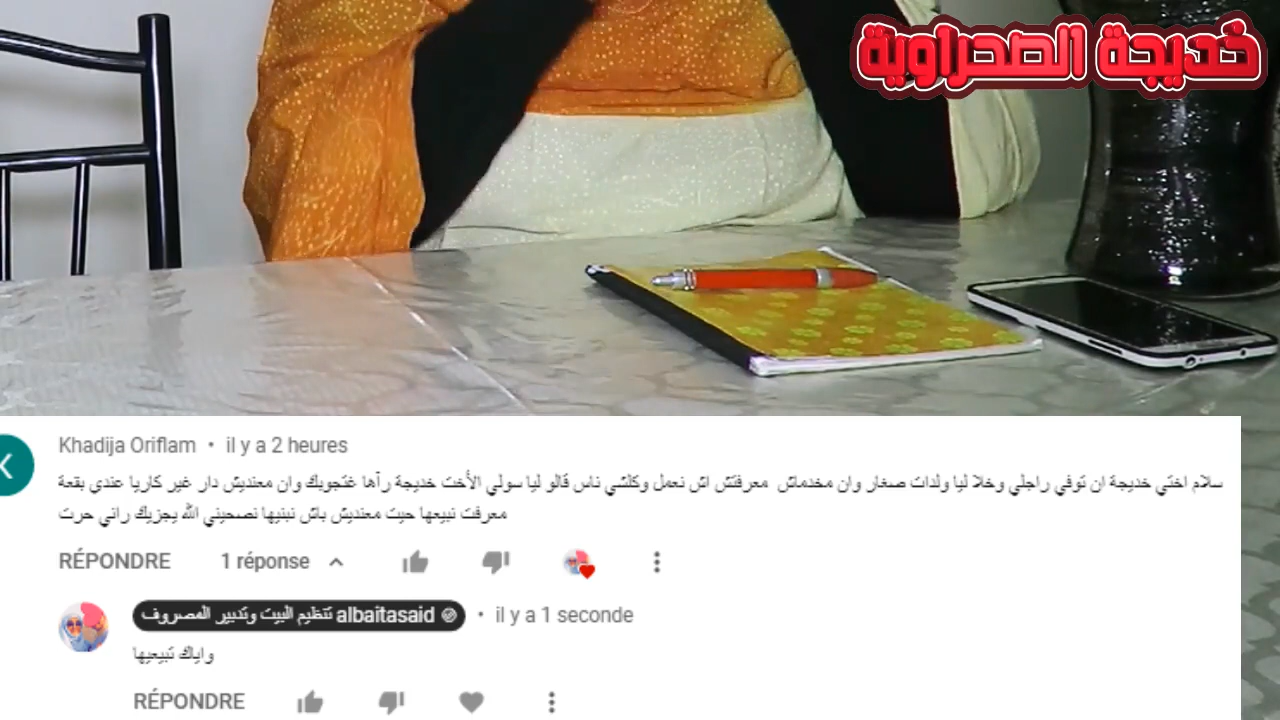 خديجة الصحراوية
K
Khadija Oriflam • il y a 2 heures
سلام اختي خديجة ان توفي راجلي وخلا ليا ولدات صغار وان مخدماش معرفتش اش نعمل وكلشي ناس قالو ليا سولي الأخت خديجة رآها غتجوبك وان معنديش دار غير كاريا عندي بقعة
معرفت نبيعها حيت معنديش باش نبنيها نصحيني الله يجزيك راني حرت
RÉPONDRE 1 réponse
تنظيم البيت وتدبير المصروف albaitasaid • il y a 1 seconde
واياك تبيعيها
RÉPONDRE